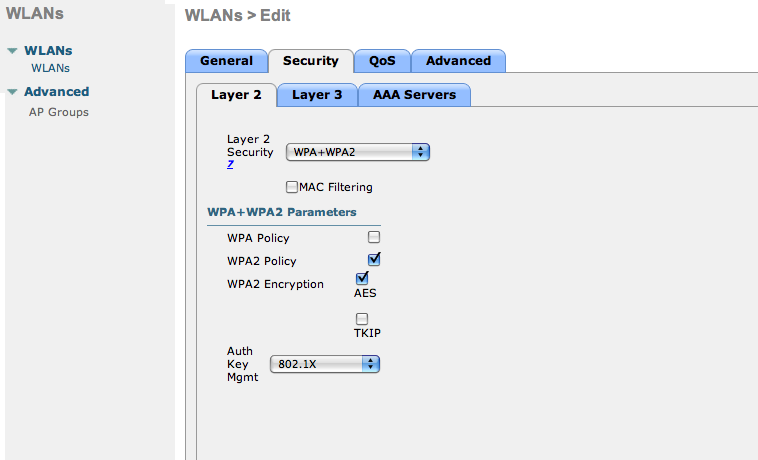 WLANs
WLANs
WLANs
Advanced
AP Groups
WLANs > Edit
General
Security
QoS
Advanced
Layer 2
Layer 3
AAA Servers
Layer 2
Security
7
WPA+WPA2
MAC Filtering
WPA+WPA2 Parameters
WPA Policy
WPA2 Policy
WPA2 Encryption
AES
TKIP
Auth
Key
Mgmt
802.1X